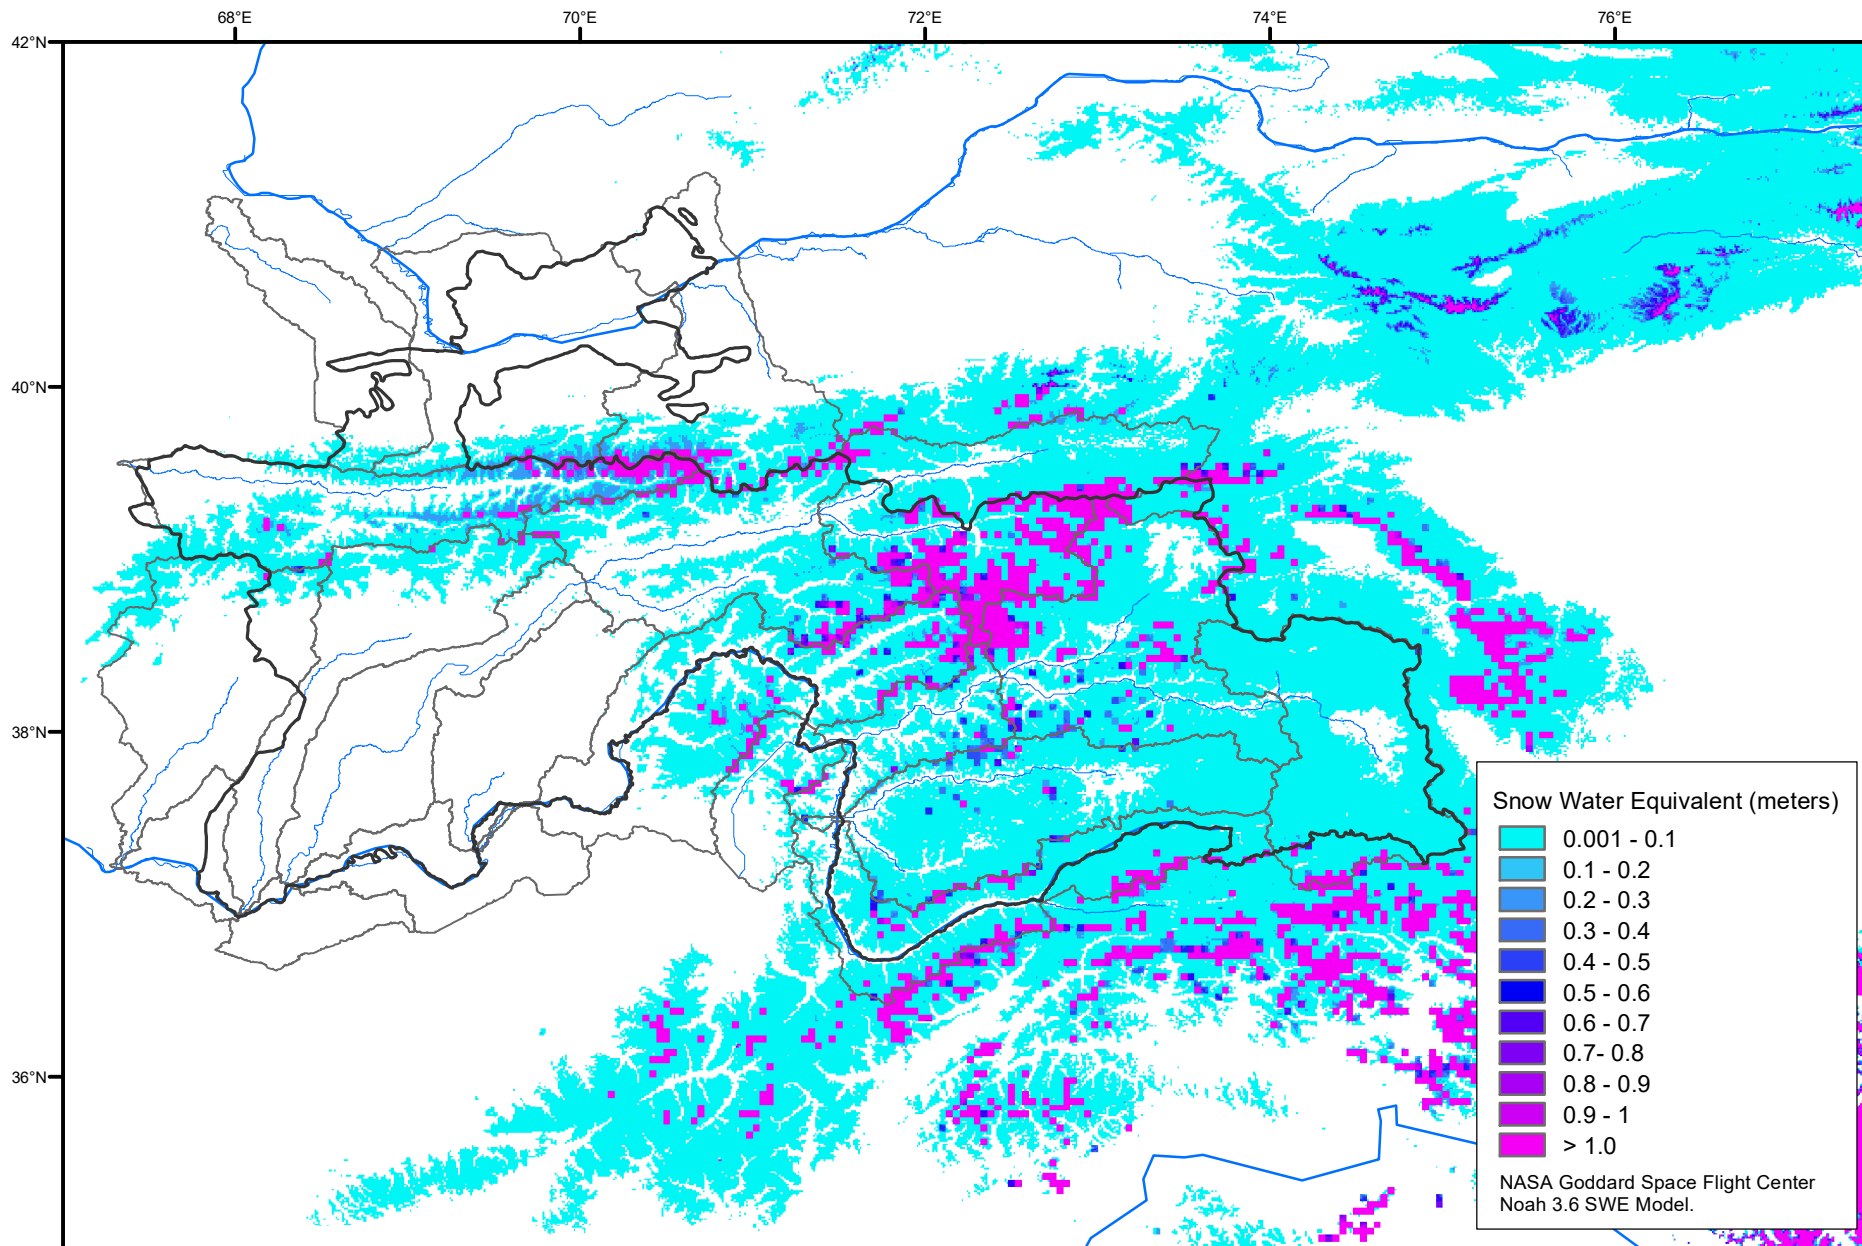 68°E 70°E 72°E 74°E 76°E
42°N
40°N
38°N
36°N
Snow Water Equivalent (meters)
0.001 - 0.1
0.1 - 0.2
0.2 - 0.3
0.3 - 0.4
0.4 - 0.5
0.5 - 0.6
0.6 - 0.7
0.7- 0.8
0.8 - 0.9
0.9 - 1
> 1.0
NASA Goddard Space Flight Center
Noah 3.6 SWE Model.